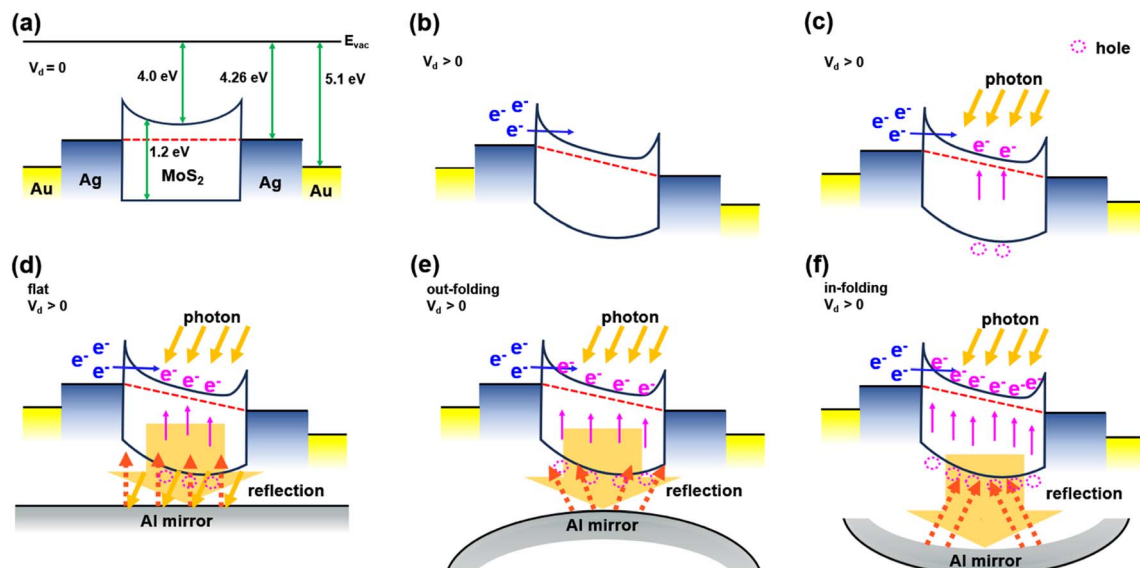 (a)
E_vac
V_d = 0
4.0 eV
4.26 eV
5.1 eV
1.2 eV
MoS₂
Au
Ag
Ag
Au
(b)
V_d > 0
e⁻
e⁻
e⁻
(c)
hole
V_d > 0
photon
e⁻
e⁻
e⁻
e⁻
e⁻
(d)
flat
V_d > 0
photon
e⁻
e⁻
e⁻
e⁻
e⁻
e⁻
reflection
Al mirror
(e)
out-folding
V_d > 0
photon
e⁻
e⁻
e⁻
e⁻
e⁻
e⁻
e⁻
reflection
Al mirror
(f)
in-folding
V_d > 0
photon
e⁻
e⁻
e⁻
e⁻
e⁻
e⁻
e⁻
e⁻
e⁻
reflection
Al mirror